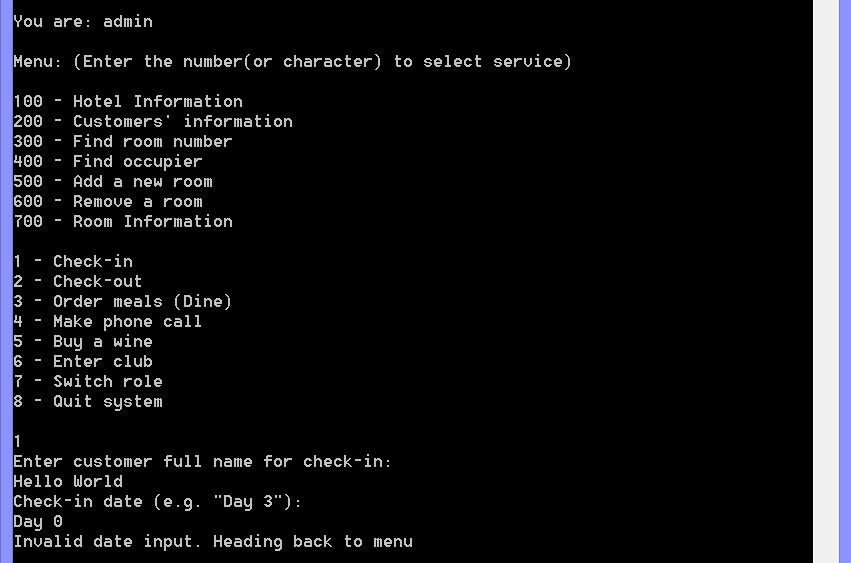 You are: admin
Menu: (Enter the number(or character) to select service)
100 - Hotel Information
200 - Customers' information
300 - Find room number
400 - Find occupier
500 - Add a new room
600 - Remove a room
700 - Room Information
1 - Check-in
2 - Check-out
3 - Order meals (Dine)
4 - Make phone call
5 - Buy a wine
6 - Enter club
7 - Switch role
8 - Quit system
1
Enter customer full name for check-in:
Hello World
Check-in date (e.g. "Day 3"):
Day 0
Invalid date input. Heading back to menu